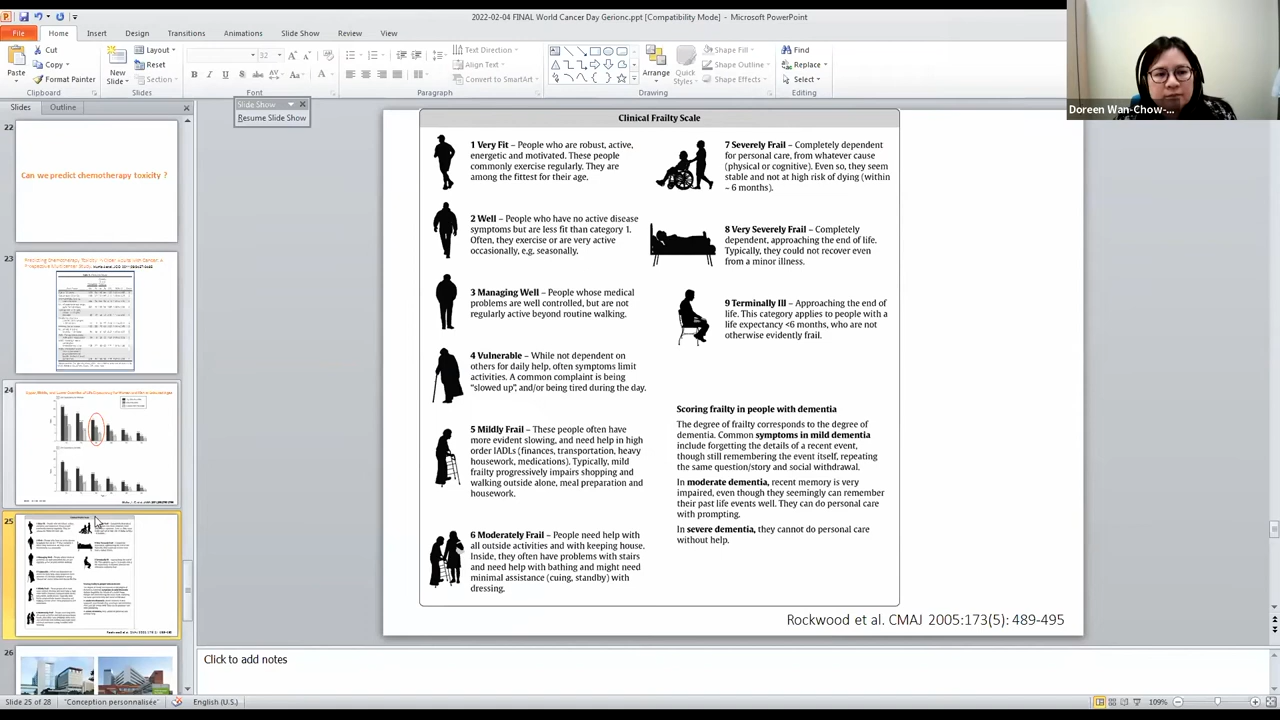 2022-02-04 FINAL World Cancer Day Gerionc.ppt [Compatibility Mode] - Microsoft PowerPoint
File Home Insert Design Transitions Animations Slide Show Review View
Cut
Copy
Format Painter
Paste
Clipboard
New
Slide
Layout
Reset
Section
Slides
32
Font
Text Direction
Align Text
Convert to SmartArt
Paragraph
Arrange
Quick
Styles
Shape Fill
Shape Outline
Shape Effects
Drawing
Find
Replace
Select
Editing
Doreen Wan-Chow-...
Slides Outline
Slide Show
Resume Slide Show
22
Can we predict chemotherapy toxicity ?
23
24
25
26
Clinical Frailty Scale
1 Very Fit – People who are robust, active,
energetic and motivated. These people
commonly exercise regularly. They are
among the fittest for their age.
2 Well – People who have no active disease
symptoms but are less fit than category 1.
Often, they exercise or are very active
occasionally, e.g. seasonally.
3 Managing Well – People whose medical
problems are well controlled, but are not
regularly active beyond routine walking.
4 Vulnerable – While not dependent on
others for daily help, often symptoms limit
activities. A common complaint is being
“slowed up”, and/or being tired during the day.
5 Mildly Frail – These people often have
more evident slowing, and need help in high
order IADLs (finances, transportation, heavy
housework, medications). Typically, mild
frailty progressively impairs shopping and
walking outside alone, meal preparation and
housework.
6 Moderately Frail – People need help with
all outside activities and with keeping house.
Inside, they often have problems with stairs
and need help with bathing and might need
minimal assistance (cuing, standby) with
dressing.
7 Severely Frail – Completely dependent
for personal care, from whatever cause
(physical or cognitive). Even so, they seem
stable and not at high risk of dying (within
~ 6 months).
8 Very Severely Frail – Completely
dependent, approaching the end of life.
Typically, they could not recover even
from a minor illness.
9 Terminally Ill – Approaching the end of
life. This category applies to people with a
life expectancy <6 months, who are not
otherwise evidently frail.
Scoring frailty in people with dementia
The degree of frailty corresponds to the degree of
dementia. Common symptoms in mild dementia
include forgetting the details of a recent event,
though still remembering the event itself, repeating
the same question/story and social withdrawal.
In moderate dementia, recent memory is very
impaired, even though they seemingly can remember
their past life events well. They can do personal care
with prompting.
In severe dementia, they cannot do personal care
without help.
Rockwood et al. CMAJ 2005:173(5): 489-495
Click to add notes
Slide 25 of 28 "Conception personnalisée" English (U.S.) 109%